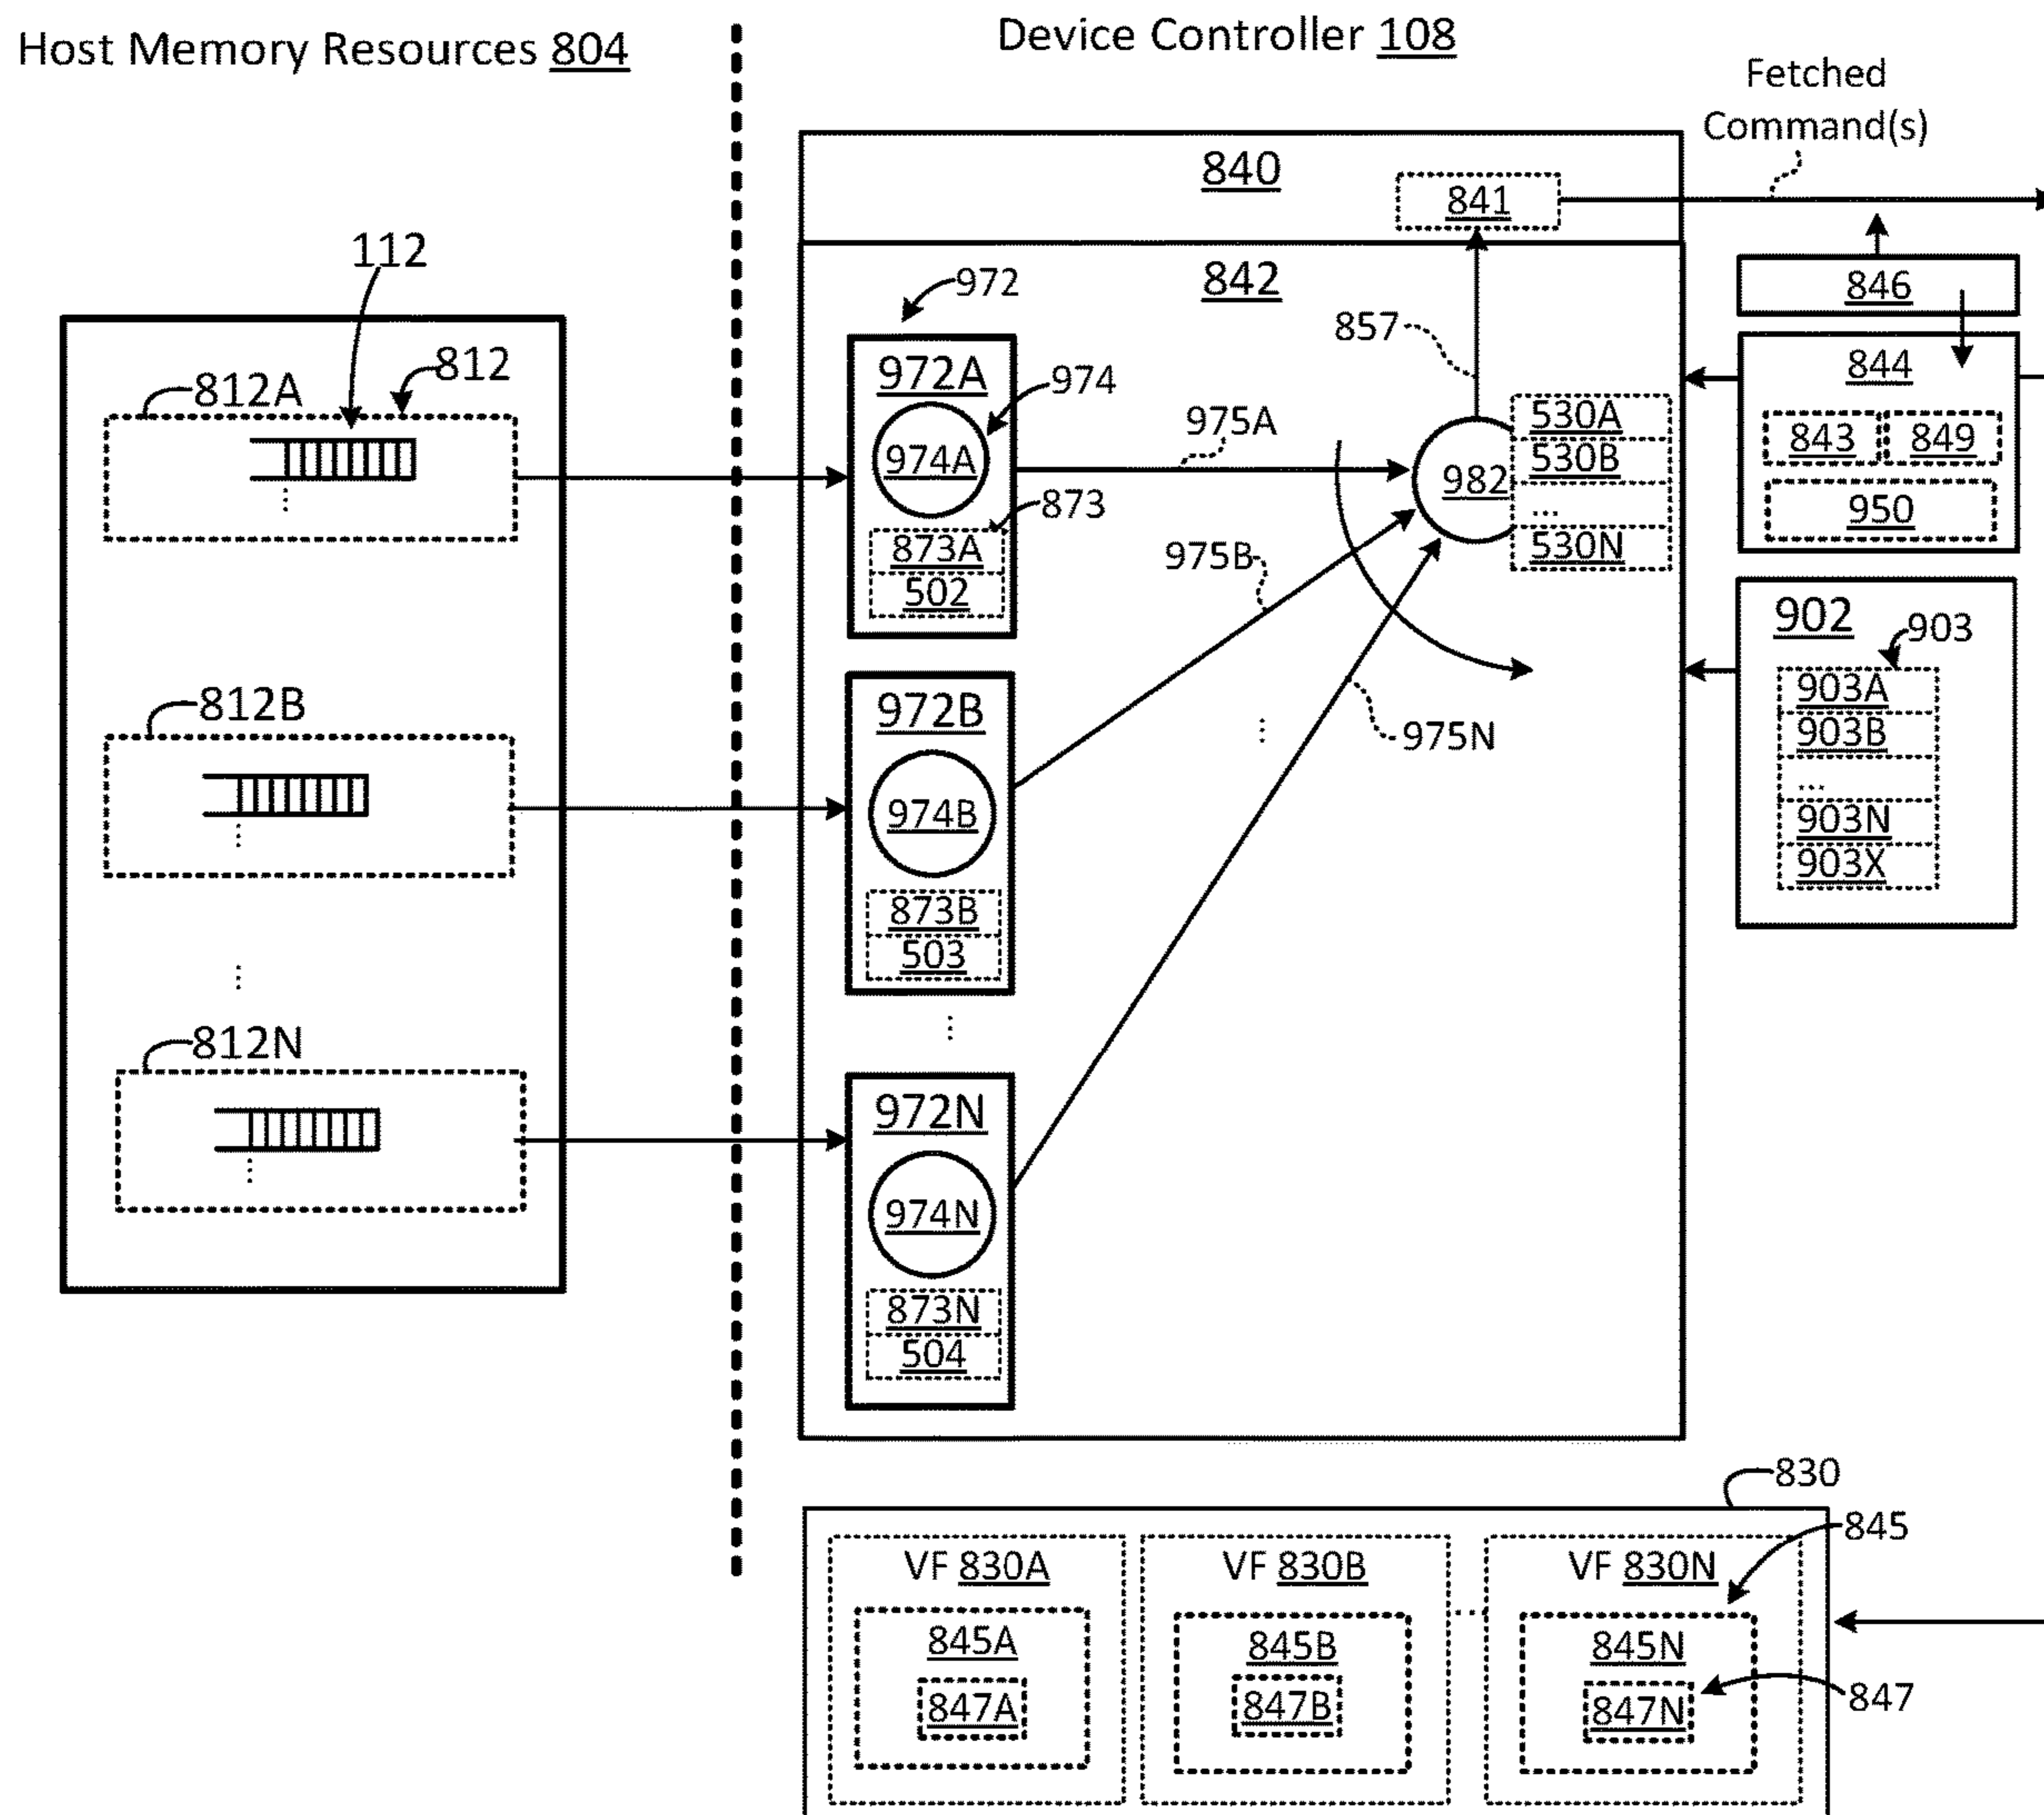 Host Memory Resources 804
Device Controller 108
Fetched
Command(s)
840
841
112
842
972
846
857
812A
812
972A
974
844
975A
530A
843
849
974A
982
530B
...
873
950
873A
975B
530N
502
902
903
903A
812B
972B
975N
903B
...
974B
903N
903X
873B
503
812N
972N
974N
873N
504
830
845
VF 830A
VF 830B
VF 830N
845A
845B
845N
847A
847B
847N
847